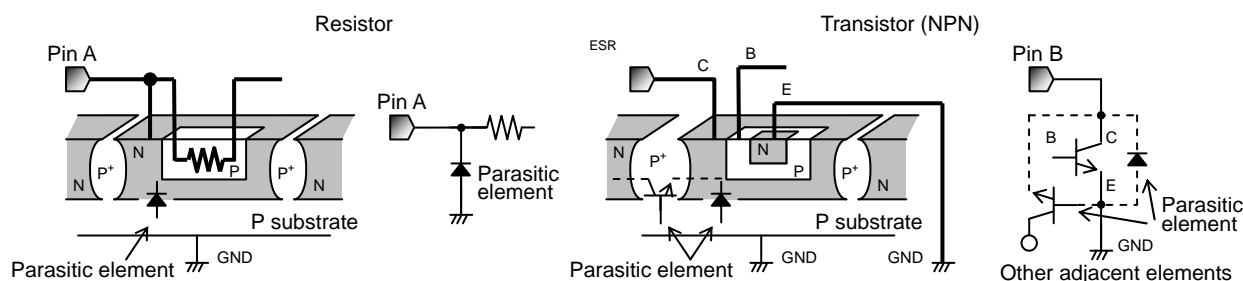 Resistor
Transistor (NPN)
Pin A
ESR
B
Pin B
C
E
Pin A
N
P
N
P+
P+
N
Parasitic
element
P substrate
Parasitic element
GND
N
P+
N
P
N
P+
N
P substrate
Parasitic element
GND
GND
B
C
E
Parasitic
element
GND
Other adjacent elements